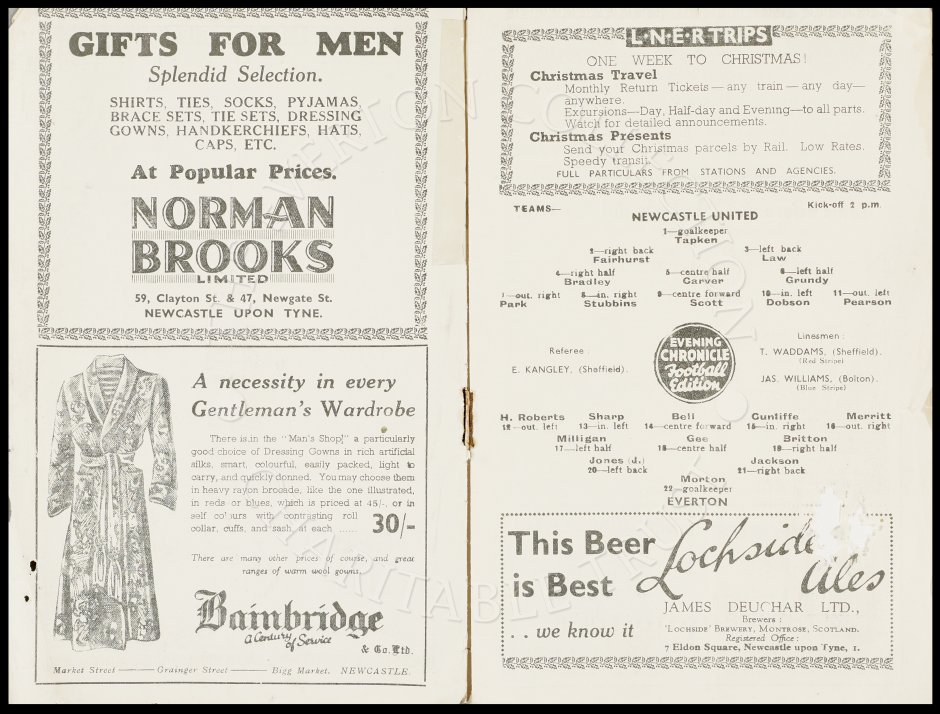 GIFTS FOR MEN
Splendid Selection.
SHIRTS, TIES, SOCKS, PYJAMAS,
BRACE SETS, TIE SETS, DRESSING
GOWNS, HANDKERCHIEFS, HATS,
CAPS, ETC.
At Popular Prices.
NORMAN
BROOKS
LIMITED
59, Clayton St. & 47, Newgate St.
NEWCASTLE UPON TYNE.
A necessity in every
Gentleman's Wardrobe
There is in the "Man's Shop" a particularly
good choice of Dressing Gowns in rich artificial
silks, smart, colourful, easily packed, light to
carry, and quickly donned. You may choose them
in heavy rayon brocade, like the one illustrated,
in reds or blues, which is priced at 45/-, or in
self colours with contrasting roll
collar, cuffs, and sash, at each ...... 30/-
There are many other prices of course, and great
ranges of warm wool gowns.
Bainbridge
A Century of Service
& Co. Ltd.
Market Street — Grainger Street — Bigg Market. NEWCASTLE.
L·N·E·R TRIPS
ONE WEEK TO CHRISTMAS!
Christmas Travel
Monthly Return Tickets — any train — any day—
anywhere.
Excursions—Day, Half-day and Evening—to all parts.
Watch for detailed announcements.
Christmas Presents
Send your Christmas parcels by Rail. Low Rates.
Speedy transit.
FULL PARTICULARS FROM STATIONS AND AGENCIES.
TEAMS— Kick-off 2 p.m.
NEWCASTLE UNITED
1—goalkeeper
Tapken
2—right back 3—left back
Fairhurst Law
4—right half 5—centre half 6—left half
Bradley Carver Grundy
7—out. right 8—in. right 9—centre forward 10—in. left 11—out. left
Park Stubbins Scott Dobson Pearson
Referee :
E. KANGLEY, (Sheffield).
EVENING
CHRONICLE
Football
Edition
Linesmen :
T. WADDAMS, (Sheffield).
(Red Stripe)
JAS. WILLIAMS, (Bolton).
(Blue Stripe)
H. Roberts Sharp Bell Cunliffe Merritt
12—out. left 13—in. left 14—centre forward 15—in. right 16—out. right
Milligan Gee Britton
17—left half 18—centre half 19—right half
Jones (J.) Jackson
20—left back 21—right back
Morton
22—goalkeeper
EVERTON
This Beer
is Best
. . we know it
Lochside
Ales
JAMES DEUCHAR LTD.,
Brewers :
'LOCHSIDE' BREWERY, MONTROSE, SCOTLAND.
Registered Office :
7 Eldon Square, Newcastle upon Tyne, 1.